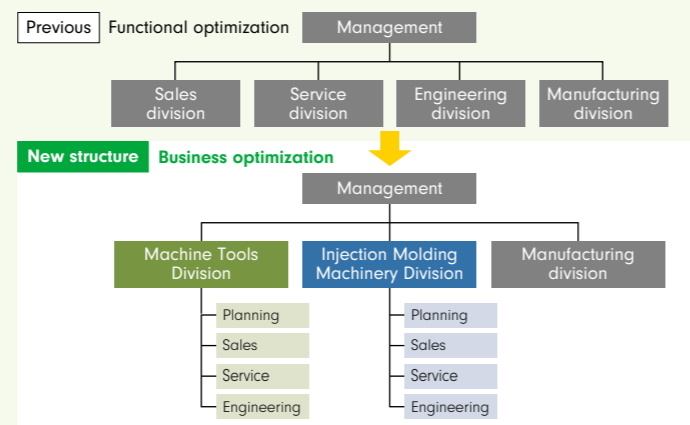 Previous
Functional optimization
Management
Sales
division
Service
division
Engineering
division
Manufacturing
division
New structure
Business optimization
Management
Machine Tools
Division
Injection Molding
Machinery Division
Manufacturing
division
Planning
Sales
Service
Engineering
Planning
Sales
Service
Engineering